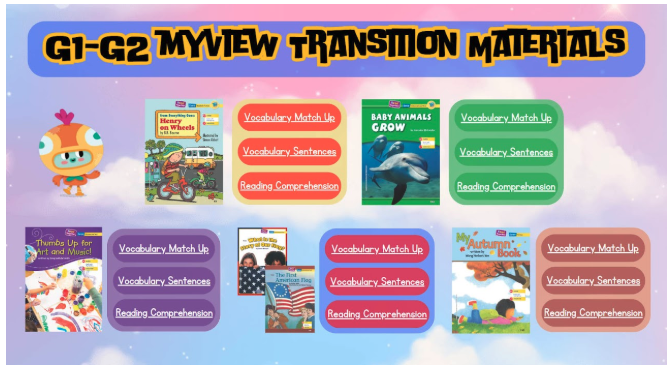 G1-G2 MYVIEW TRANSITION MATERIALS
Henry
on Wheels
Vocabulary Match Up
Vocabulary Sentences
Reading Comprehension
BABY ANIMALS
GROW
Vocabulary Match Up
Vocabulary Sentences
Reading Comprehension
Thumbs Up for
Art and Music!
Vocabulary Match Up
Vocabulary Sentences
Reading Comprehension
The First
American Flag
Vocabulary Match Up
Vocabulary Sentences
Reading Comprehension
My
Autumn
Book
Vocabulary Match Up
Vocabulary Sentences
Reading Comprehension